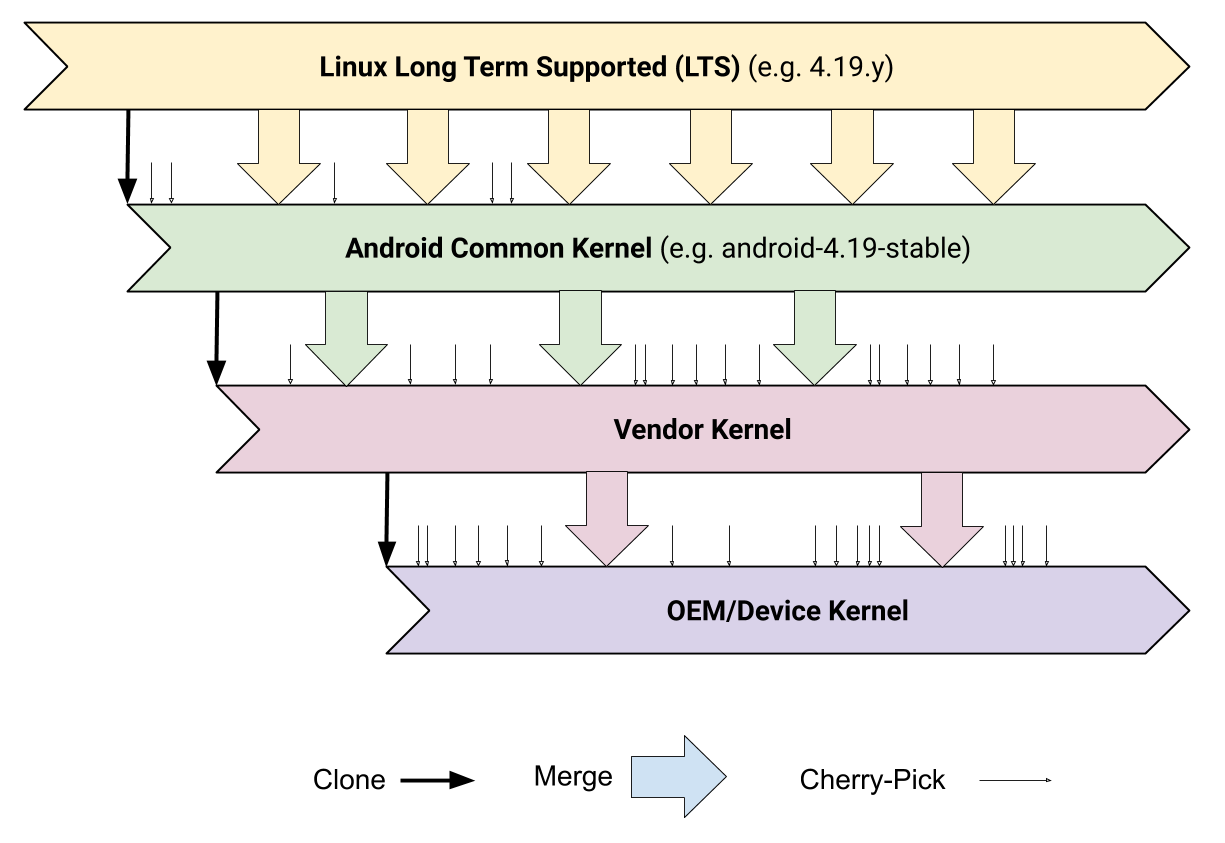 Linux Long Term Supported (LTS) (e.g. 4.19.y)
Android Common Kernel (e.g. android-4.19-stable)
Vendor Kernel
OEM/Device Kernel
Clone
Merge
Cherry-Pick